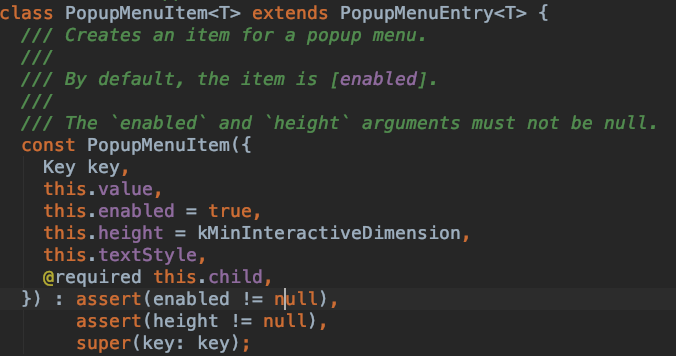 class PopupMenuItem<T> extends PopupMenuEntry<T> {
  /// Creates an item for a popup menu.
  ///
  /// By default, the item is [enabled].
  ///
  /// The `enabled` and `height` arguments must not be null.
  const PopupMenuItem({
    Key key,
    this.value,
    this.enabled = true,
    this.height = kMinInteractiveDimension,
    this.textStyle,
    @required this.child,
  }) : assert(enabled != null),
       assert(height != null),
       super(key: key);